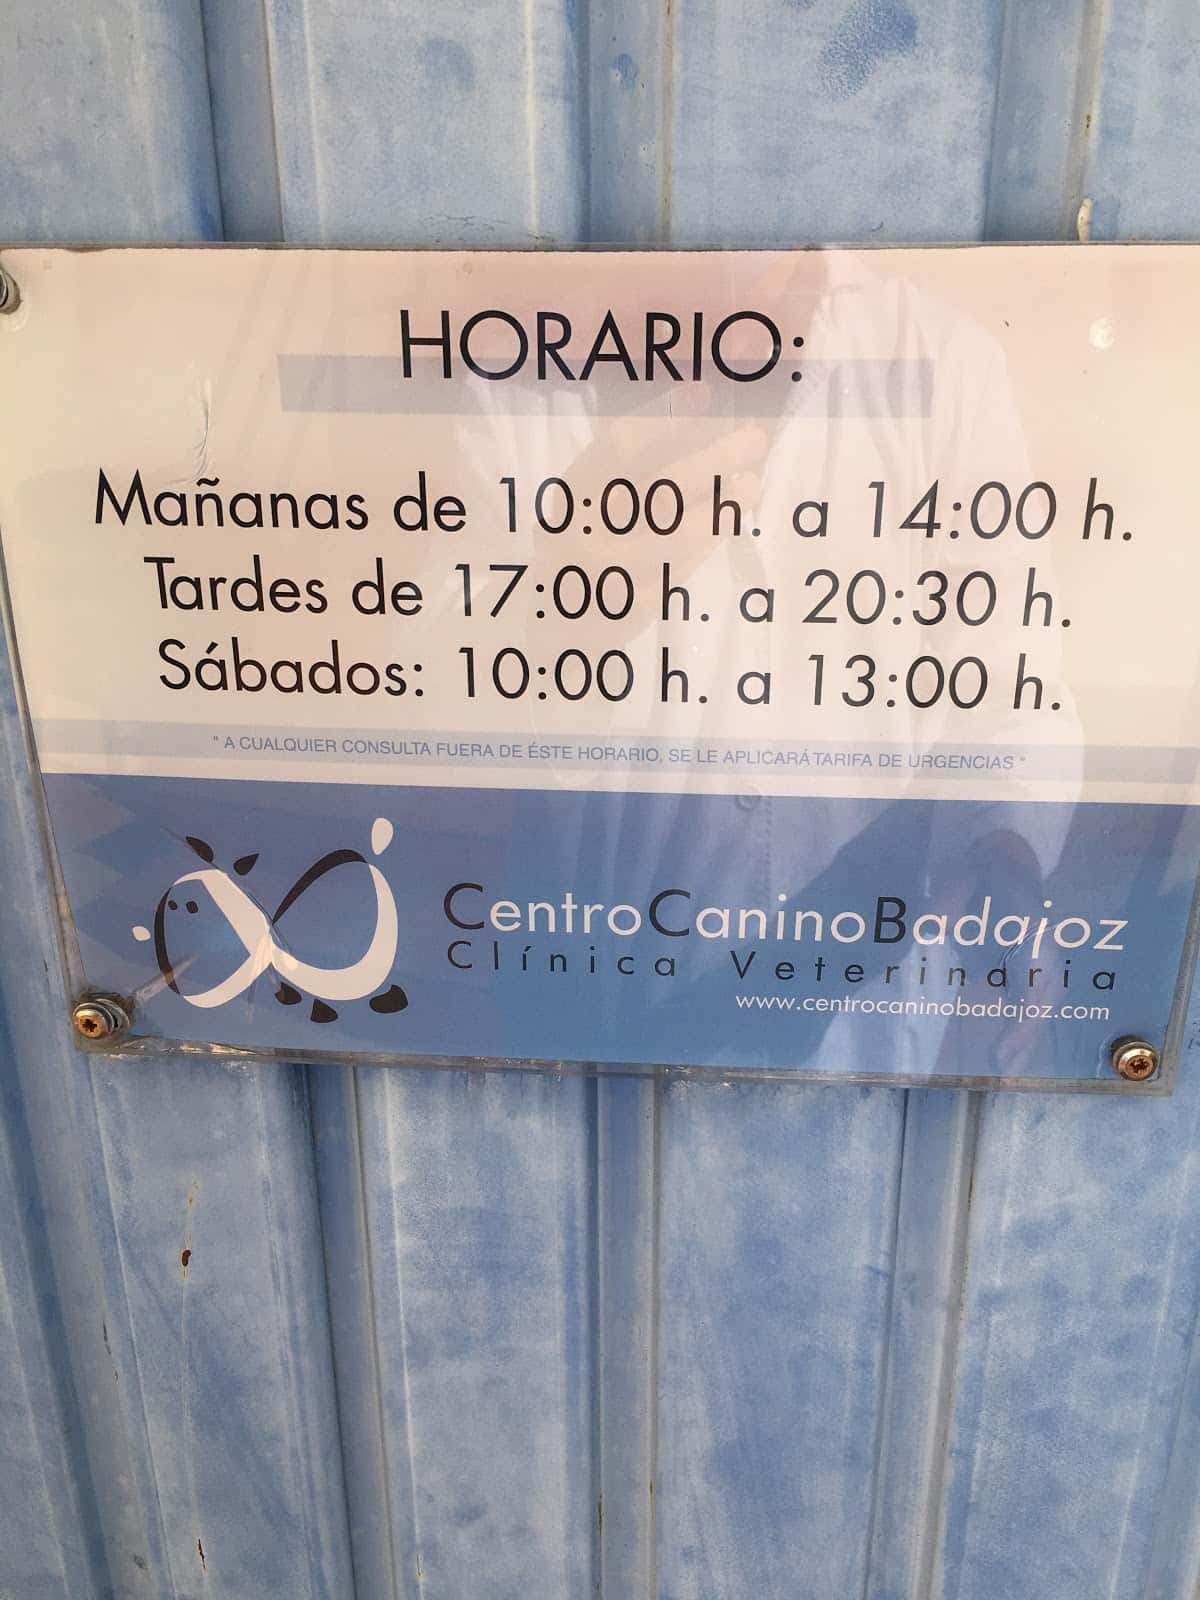 HORARIO:
Mañanas de 10:00 h. a 14:00 h.
Tardes de 17:00 h. a 20:30 h.
Sábados: 10:00 h. a 13:00 h.
" A CUALQUIER CONSULTA FUERA DE ÉSTE HORARIO, SE LE APLICARÁ TARIFA DE URGENCIAS "
CentroCaninoBadajoz
Clínica Veterinaria
www.centrocaninobadajoz.com